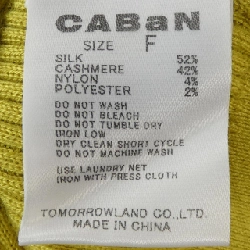 CABaN
SIZE F
SILK 52%
CASHMERE 42%
NYLON 4%
POLYESTER 2%
DO NOT WASH
DO NOT BLEACH
DO NOT TUMBLE DRY
IRON LOW
DRY CLEAN SHORT CYCLE
DO NOT MACHINE WASH
USE LAUNDRY NET
IRON WITH PRESS CLOTH
TOMORROWLAND CO.,LTD.
MADE IN CHINA